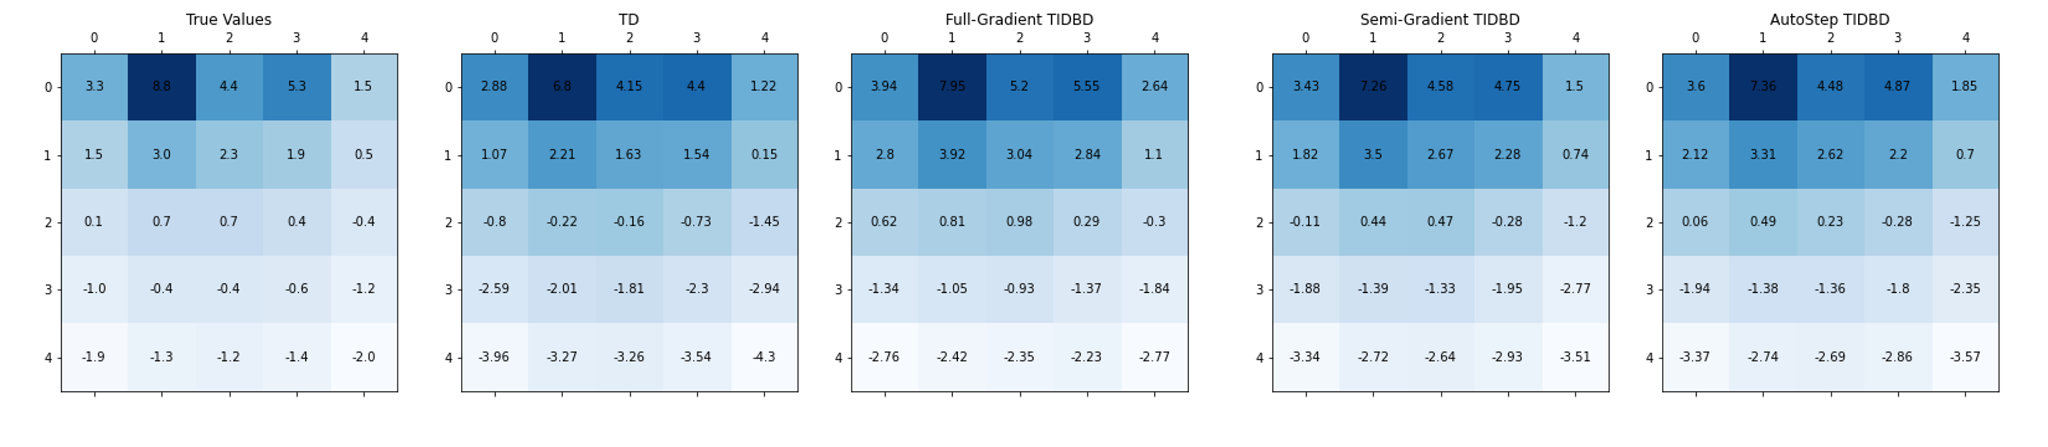 True Values
0 1 2 3 4
0 3.3 8.8 4.4 5.3 1.5
1 1.5 3.0 2.3 1.9 0.5
2 0.1 0.7 0.7 0.4 -0.4
3 -1.0 -0.4 -0.4 -0.6 -1.2
4 -1.9 -1.3 -1.2 -1.4 -2.0
TD
0 1 2 3 4
0 2.88 6.8 4.15 4.4 1.22
1 1.07 2.21 1.63 1.54 0.15
2 -0.8 -0.22 -0.16 -0.73 -1.45
3 -2.59 -2.01 -1.81 -2.3 -2.94
4 -3.96 -3.27 -3.26 -3.54 -4.3
Full-Gradient TIDBD
0 1 2 3 4
0 3.94 7.95 5.2 5.55 2.64
1 2.8 3.92 3.04 2.84 1.1
2 0.62 0.81 0.98 0.29 -0.3
3 -1.34 -1.05 -0.93 -1.37 -1.84
4 -2.76 -2.42 -2.35 -2.23 -2.77
Semi-Gradient TIDBD
0 1 2 3 4
0 3.43 7.26 4.58 4.75 1.5
1 1.82 3.5 2.67 2.28 0.74
2 -0.11 0.44 0.47 -0.28 -1.2
3 -1.88 -1.39 -1.33 -1.95 -2.77
4 -3.34 -2.72 -2.64 -2.93 -3.51
AutoStep TIDBD
0 1 2 3 4
0 3.6 7.36 4.48 4.87 1.85
1 2.12 3.31 2.62 2.2 0.7
2 0.06 0.49 0.23 -0.28 -1.25
3 -1.94 -1.38 -1.36 -1.8 -2.35
4 -3.37 -2.74 -2.69 -2.86 -3.57